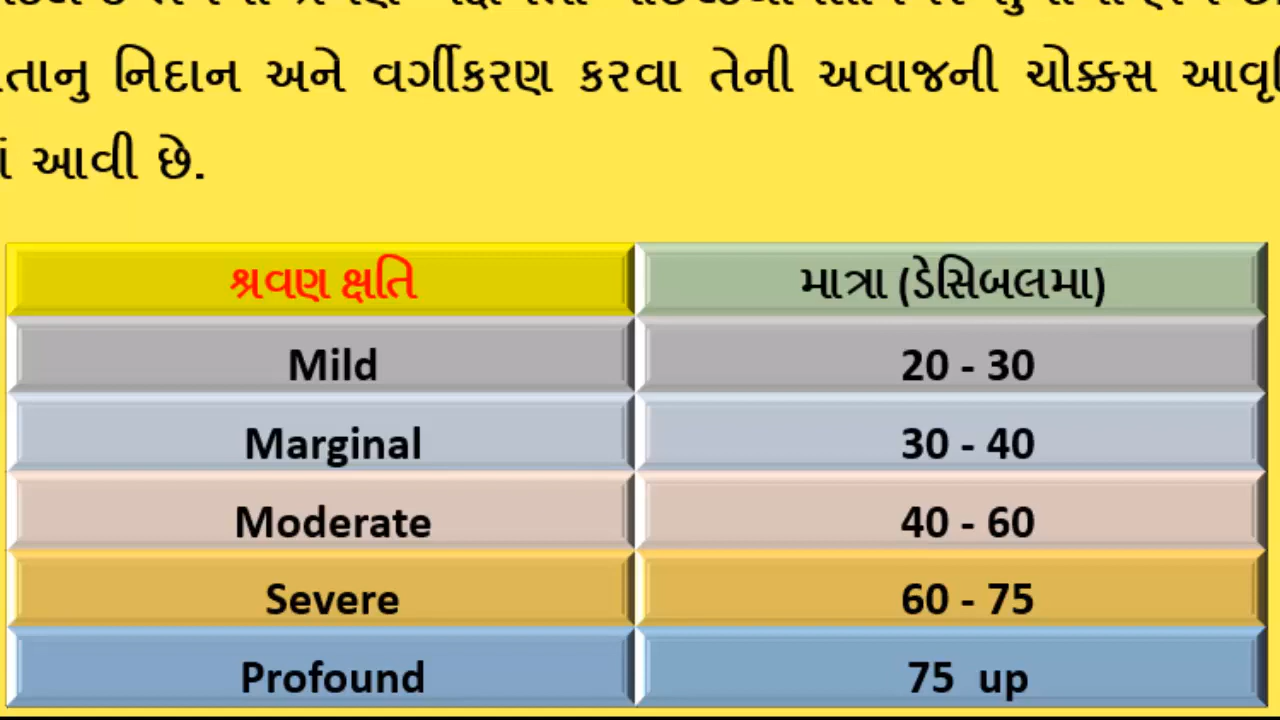 નિદાન અને વર્ગીકરણ કરવા તેની અવાજની ચોક્કસ
આવી છે.
શ્રવણ ક્ષતિ માત્રા (ડેસિબલમા)
Mild 20 - 30
Marginal 30 - 40
Moderate 40 - 60
Severe 60 - 75
Profound 75 up